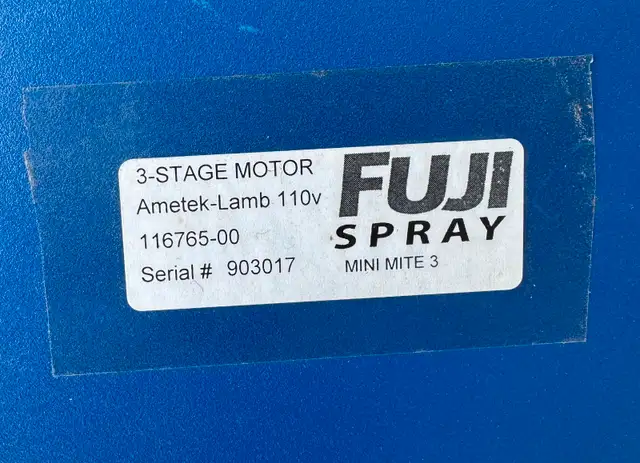 3-STAGE MOTOR
Ametek-Lamb 110v
116765-00
Serial # 903017
FUJI
SPRAY
MINI MITE 3